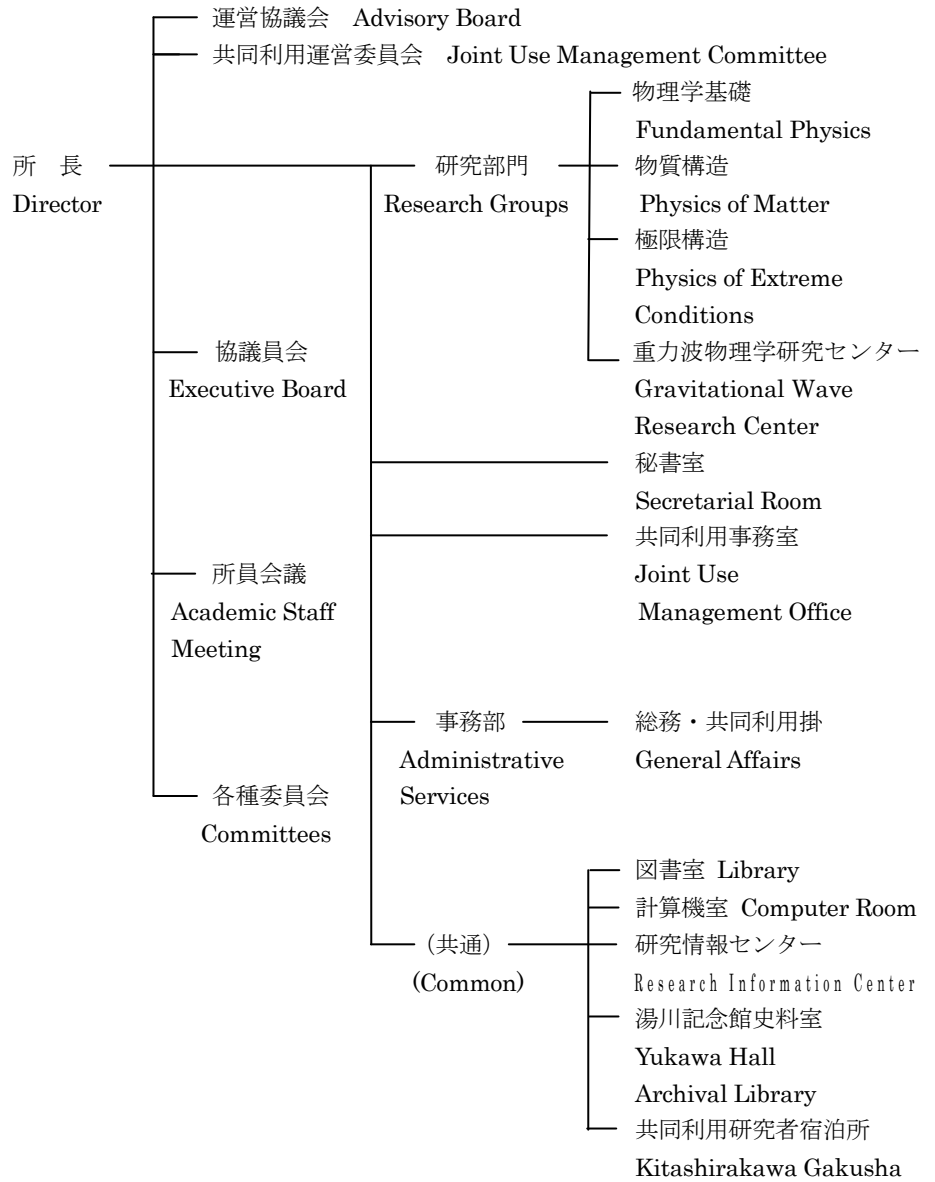 運営協議会 Advisory Board
共同利用運営委員会 Joint Use Management Committee
所 長
Director
研究部門
Research Groups
物理学基礎
Fundamental Physics
物質構造
Physics of Matter
極限構造
Physics of Extreme
Conditions
重力波物理学研究センター
Gravitational Wave
Research Center
協議員会
Executive Board
秘書室
Secretarial Room
共同利用事務室
Joint Use
Management Office
所員会議
Academic Staff
Meeting
事務部
Administrative
Services
総務・共同利用掛
General Affairs
各種委員会
Committees
(共通)
(Common)
図書室 Library
計算機室 Computer Room
研究情報センター
Research Information Center
湯川記念館史料室
Yukawa Hall
Archival Library
共同利用研究者宿泊所
Kitashirakawa Gakusha